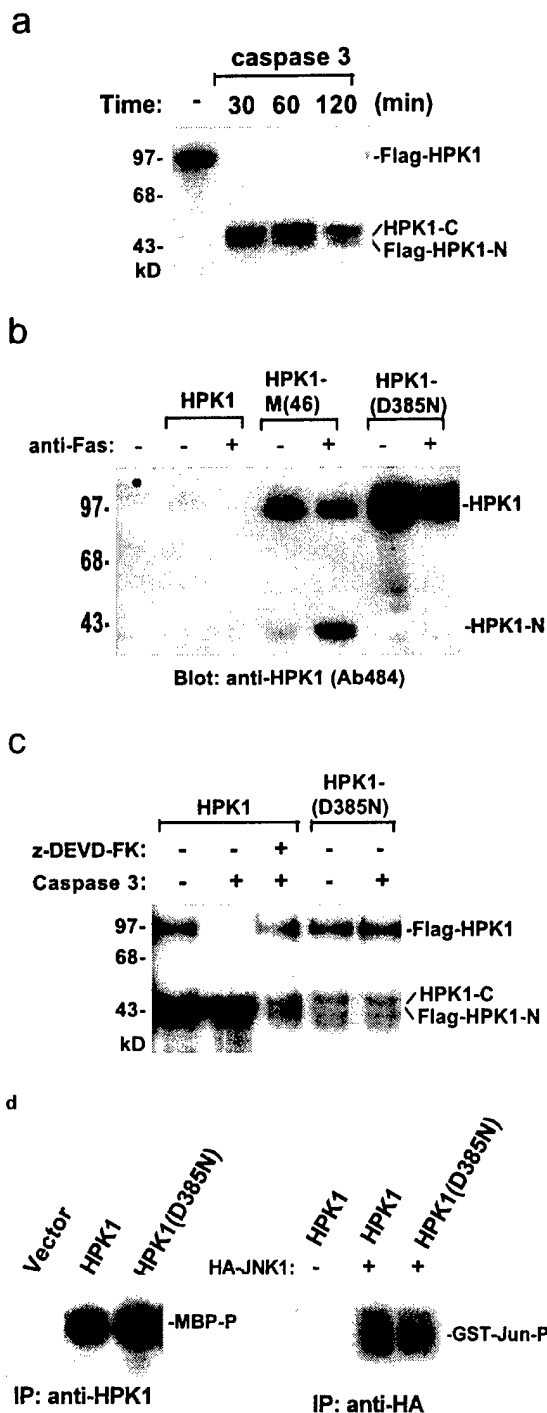 a
caspase 3
Time: - 30 60 120 (min)
97- -Flag-HPK1
68-
HPK1-C
43- Flag-HPK1-N
kD
b
HPK1 HPK1-M(46) HPK1-(D385N)
anti-Fas: - - + - + - +
97- -HPK1
68-
43- -HPK1-N
Blot: anti-HPK1 (Ab484)
c
HPK1 HPK1-(D385N)
z-DEVD-FK: - - + - -
Caspase 3: - + + - +
97- -Flag-HPK1
68-
HPK1-C
43- Flag-HPK1-N
kD
d
Vector HPK1 HPK1(D385N) HPK1 HPK1 HPK1(D385N)
HA-JNK1: - + +
-MBP-P -GST-Jun-P
IP: anti-HPK1 IP: anti-HA